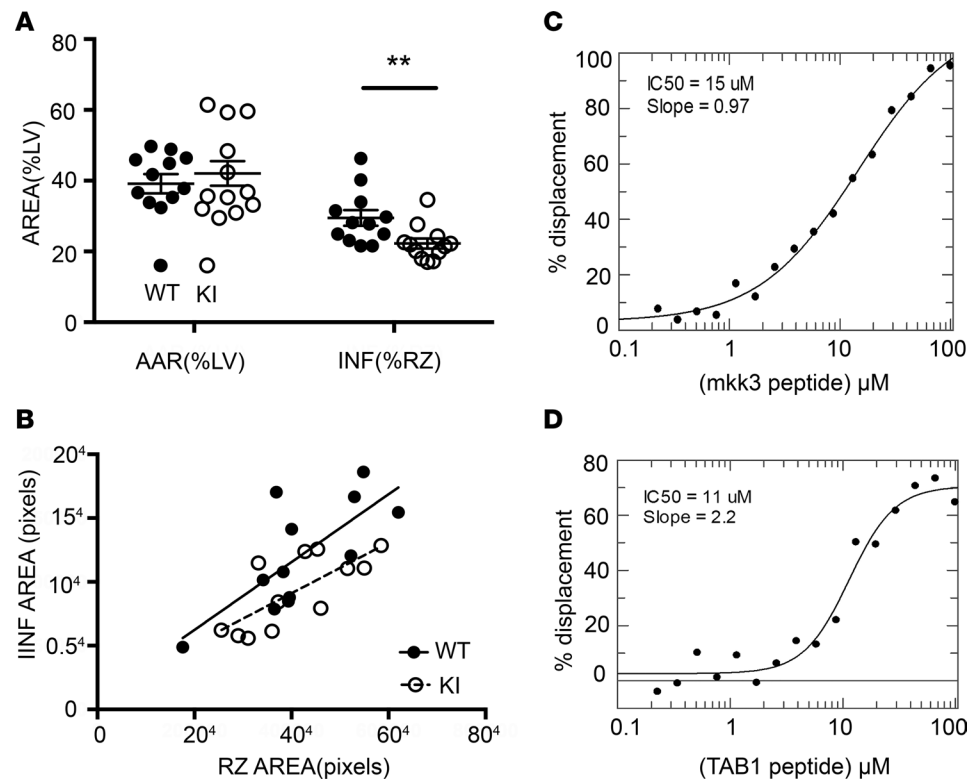 A
80
60
40
20
0
AREA(%LV)
**
WT KI
AAR(%LV) INF(%RZ)
B
20⁴
15⁴
10⁴
0.5⁴
0
IINF AREA (pixels)
WT
KI
0 20⁴ 40⁴ 60⁴ 80⁴
RZ AREA(pixels)
C
100
80
60
40
20
0
% displacement
IC50 = 15 uM
Slope = 0.97
0.1 1 10 100
(mkk3 peptide) µM
D
80
60
40
20
0
% displacement
IC50 = 11 uM
Slope = 2.2
0.1 1 10 100
(TAB1 peptide) µM